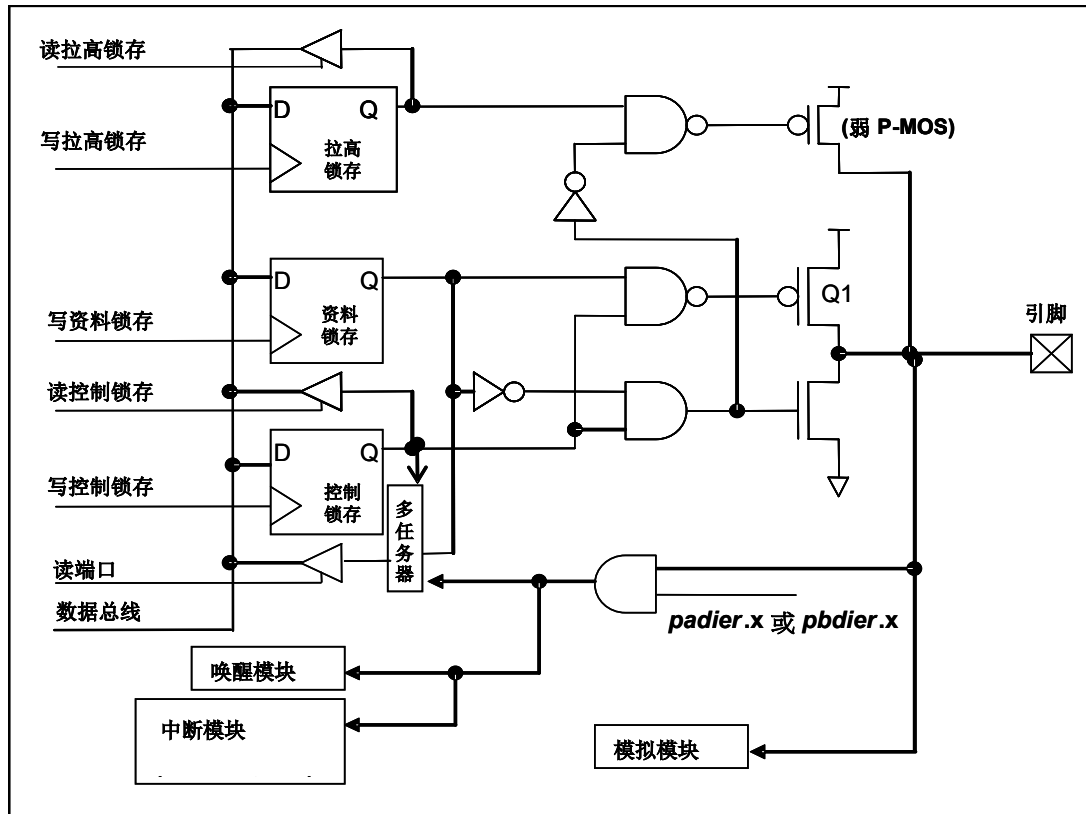 读拉高锁存
D
Q
写拉高锁存
拉高
锁存
(弱 P-MOS)
D
Q
资料
锁存
写资料锁存
Q1
引脚
读控制锁存
D
Q
控制
锁存
写控制锁存
多
任
务
器
读端口
数据总线
padier.x 或 pbdier.x
唤醒模块
中断模块
模拟模块